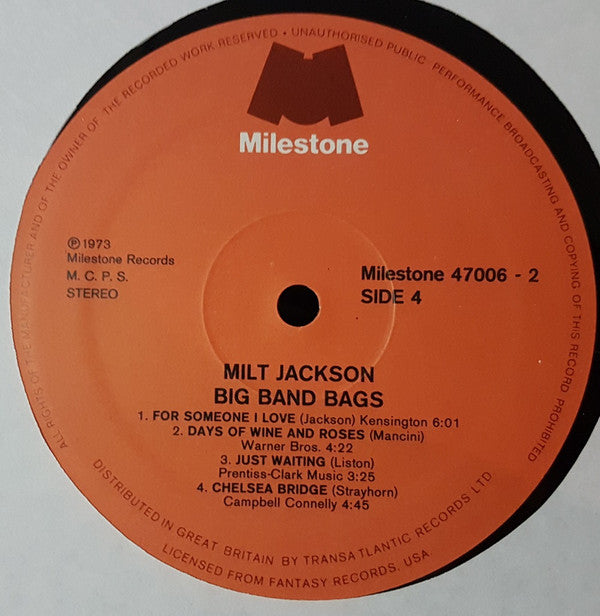 ALL RIGHTS OF THE MANUFACTURER AND OF THE OWNER OF THE RECORDED WORK RESERVED • UNAUTHORISED PUBLIC PERFORMANCE BROADCASTING AND COPYING OF THIS RECORD PROHIBITED
Milestone
℗ 1973
Milestone Records
M. C. P. S.
STEREO
Milestone 47006 - 2
SIDE 4
MILT JACKSON
BIG BAND BAGS
1. FOR SOMEONE I LOVE (Jackson) Kensington 6:01
2. DAYS OF WINE AND ROSES (Mancini)
Warner Bros. 4:22
3. JUST WAITING (Liston)
Prentiss-Clark Music 3:25
4. CHELSEA BRIDGE (Strayhorn)
Campbell Connelly 4:45
DISTRIBUTED IN GREAT BRITAIN BY TRANSATLANTIC RECORDS LTD
LICENSED FROM FANTASY RECORDS, USA